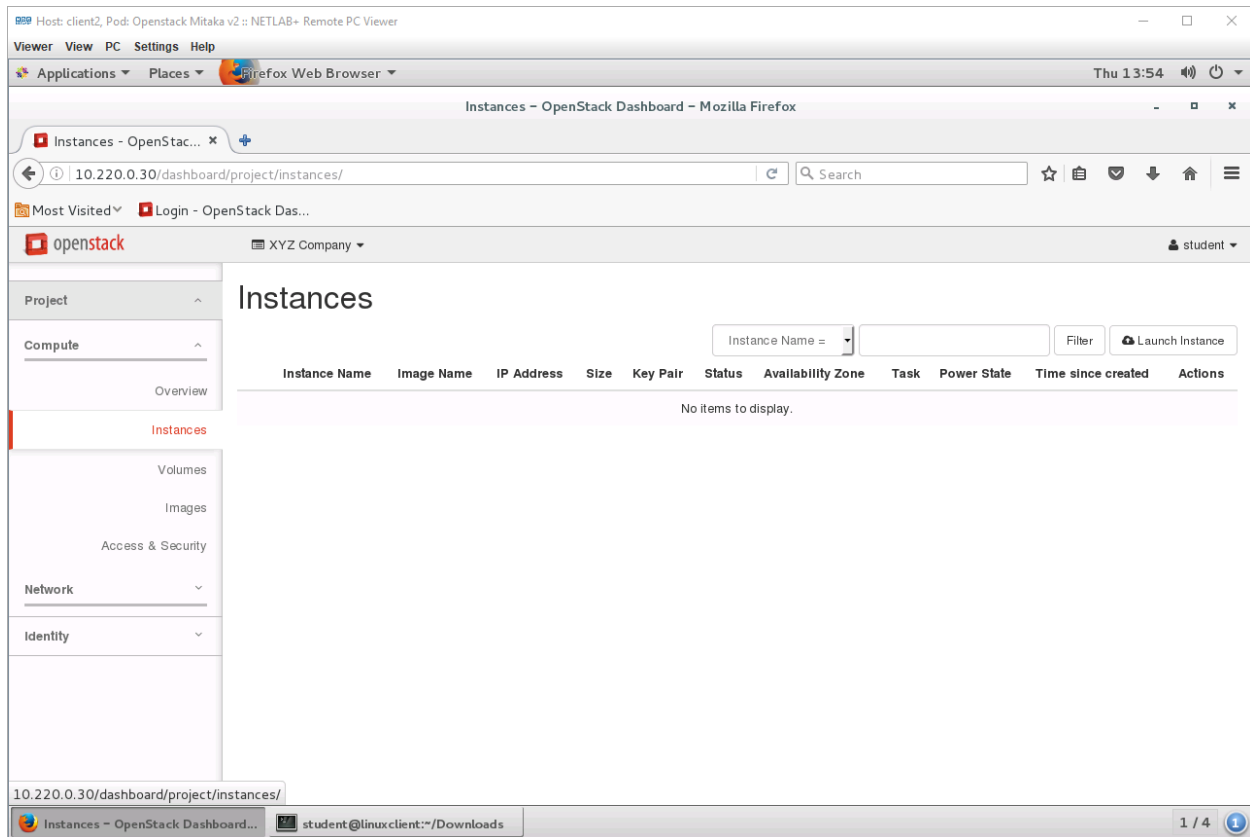 Host: client2, Pod: Openstack Mitaka v2 :: NETLAB+ Remote PC Viewer
Viewer View PC Settings Help
Applications Places Firefox Web Browser Thu 13:54
Instances - OpenStack Dashboard - Mozilla Firefox
Instances - OpenStac...
10.220.0.30/dashboard/project/instances/ Search
Most Visited Login - OpenStack Das...
openstack XYZ Company student
Project
Instances
Compute
Instance Name = Filter Launch Instance
Instance Name Image Name IP Address Size Key Pair Status Availability Zone Task Power State Time since created Actions
Overview
No items to display.
Instances
Volumes
Images
Access & Security
Network
Identity
10.220.0.30/dashboard/project/instances/
Instances - OpenStack Dashboard... student@linuxclient:~/Downloads 1 / 4 1